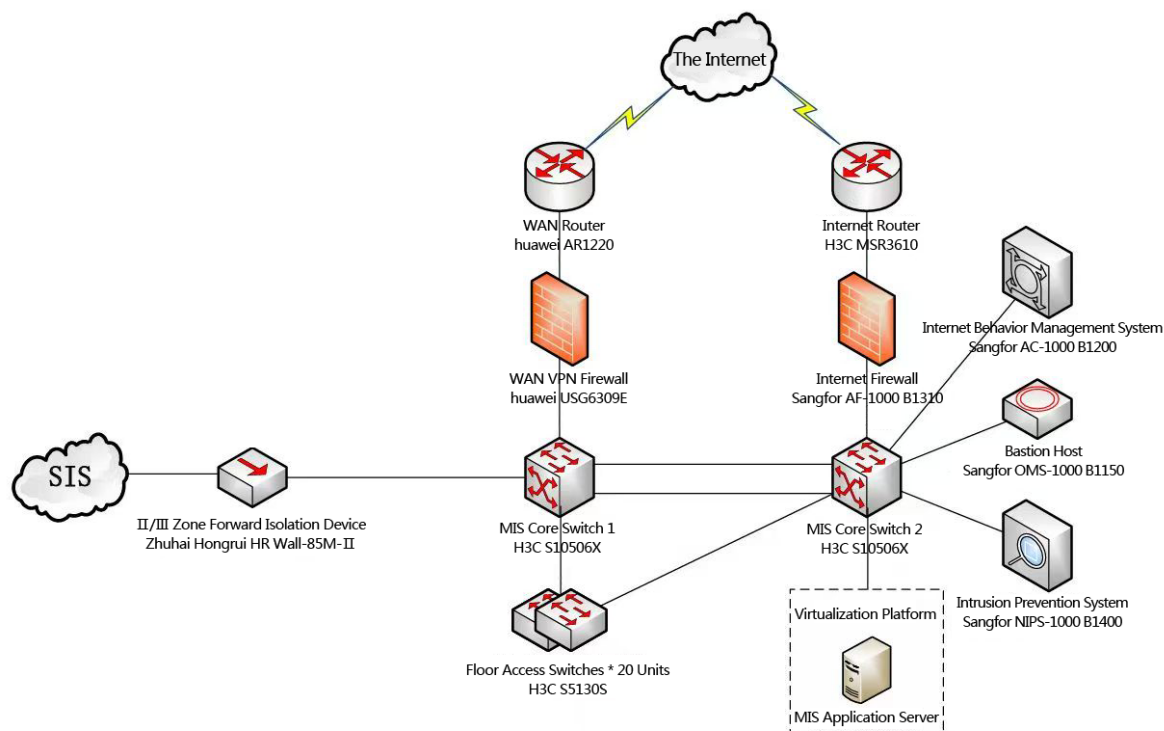 The Internet
WAN Router
huawei AR1220
Internet Router
H3C MSR3610
Internet Behavior Management System
Sangfor AC-1000 B1200
WAN VPN Firewall
huawei USG6309E
Internet Firewall
Sangfor AF-1000 B1310
Bastion Host
Sangfor OMS-1000 B1150
SIS
II/III Zone Forward Isolation Device
Zhuhai Hongrui HR Wall-85M-II
MIS Core Switch 1
H3C S10506X
MIS Core Switch 2
H3C S10506X
Intrusion Prevention System
Sangfor NIPS-1000 B1400
Virtualization Platform
Floor Access Switches * 20 Units
H3C S5130S
MIS Application Server